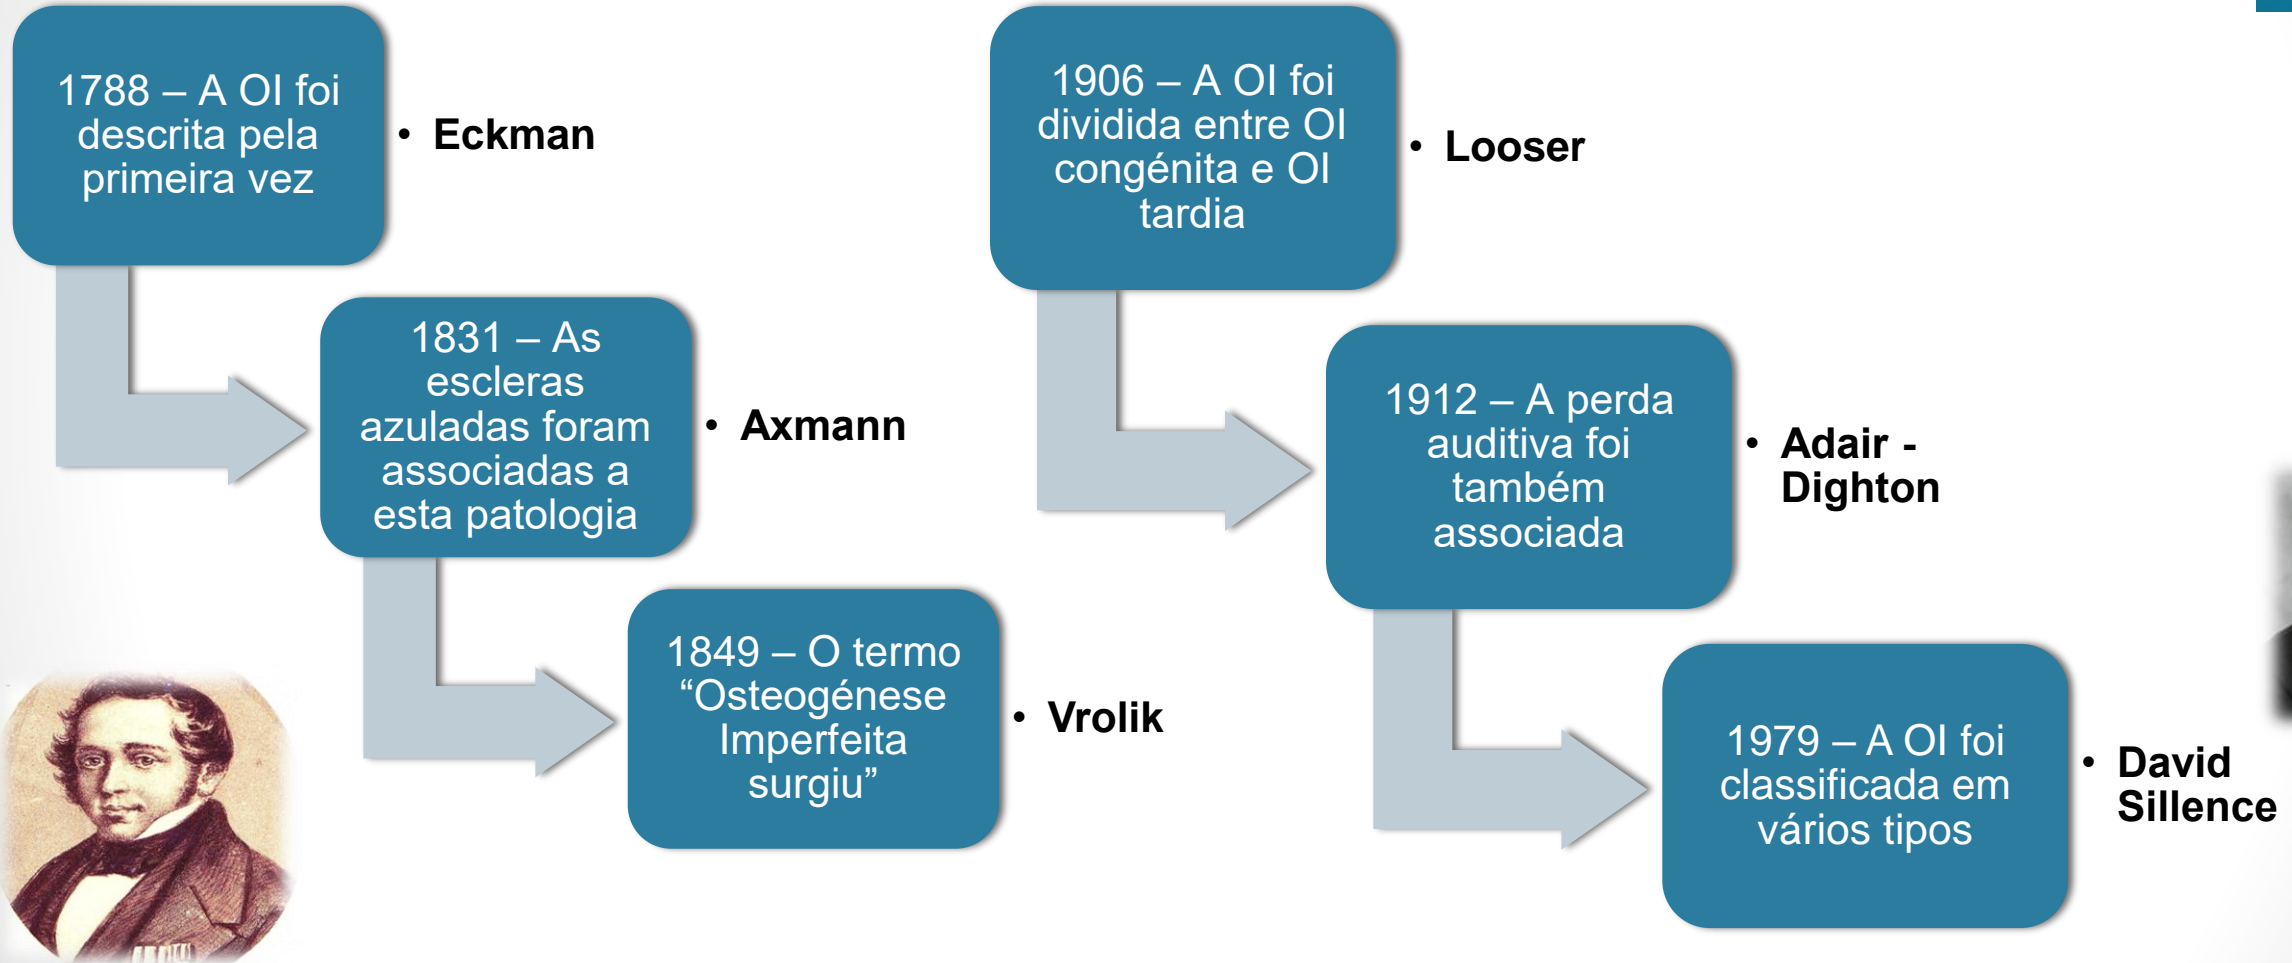 1788 – A OI foi
descrita pela
primeira vez
• Eckman
1831 – As
escleras
azuladas foram
associadas a
esta patologia
• Axmann
1849 – O termo
“Osteogénese
Imperfeita
surgiu”
• Vrolik
1906 – A OI foi
dividida entre OI
congénita e OI
tardia
• Looser
1912 – A perda
auditiva foi
também
associada
• Adair -
Dighton
1979 – A OI foi
classificada em
vários tipos
• David
Sillence